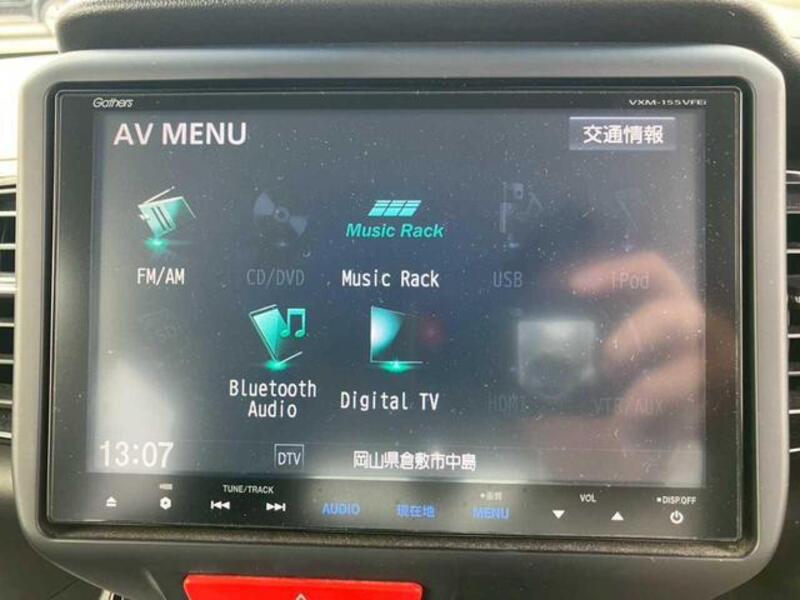 Gathers VXM-155VFEi
AV MENU 交通情報
Music Rack
FM/AM CD/DVD Music Rack USB iPod
Bluetooth
Audio
Digital TV HDMI VTR/AUX
13:07 DTV 岡山県倉敷市中島
TUNE/TRACK VOL DISP.OFF
AUDIO 現在地 MENU